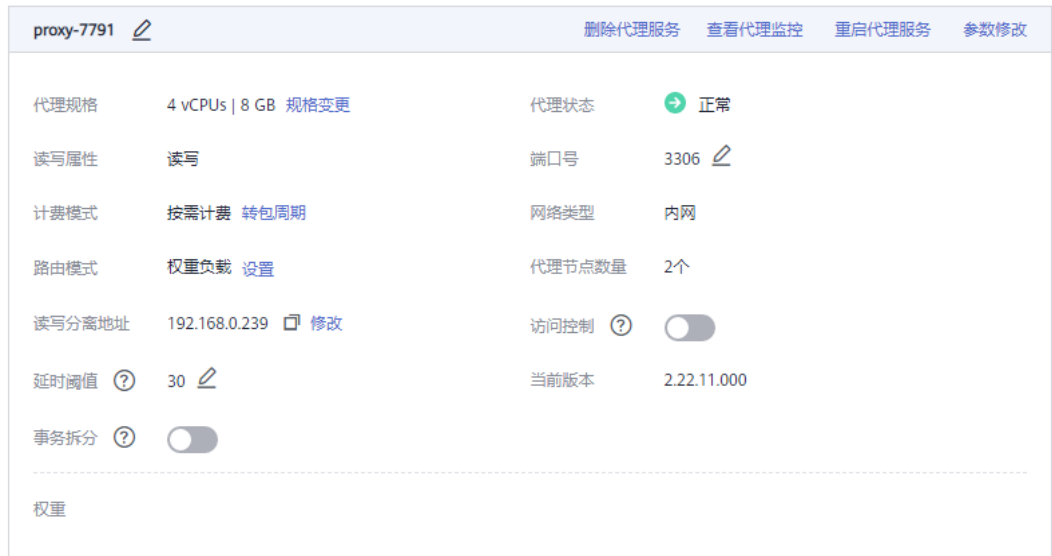 proxy-7791 删除代理服务 查看代理监控 重启代理服务 参数修改
代理规格 4 vCPUs | 8 GB 规格变更 代理状态 正常
读写属性 读写 端口号 3306
计费模式 按需计费 转包周期 网络类型 内网
路由模式 权重负载 设置 代理节点数量 2个
读写分离地址 192.168.0.239 修改 访问控制 ?
延时阈值 ? 30 当前版本 2.22.11.000
事务拆分 ?
权重